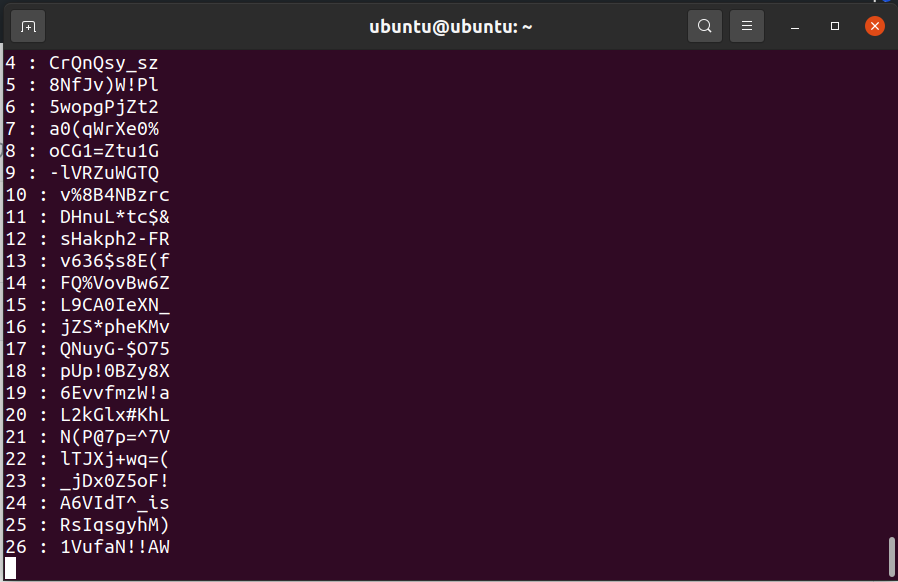 ubuntu@ubuntu: ~
4 : CrQnQsy_sz
5 : 8NfJv)W!Pl
6 : 5wopgPjZt2
7 : a0(qWrXe0%
8 : oCG1=Ztu1G
9 : -lVRZuWGTQ
10 : v%8B4NBzrc
11 : DHnuL*tc$&
12 : sHakph2-FR
13 : v636$s8E(f
14 : FQ%VovBw6Z
15 : L9CA0IeXN_
16 : jZS*pheKMv
17 : QNuyG-$O75
18 : pUp!0BZy8X
19 : 6EvvfmzW!a
20 : L2kGlx#KhL
21 : N(P@7p=^7V
22 : lTJXj+wq=(
23 : _jDx0Z5oF!
24 : A6VIdT^_is
25 : RsIqsgyhM)
26 : 1VufaN!!AW